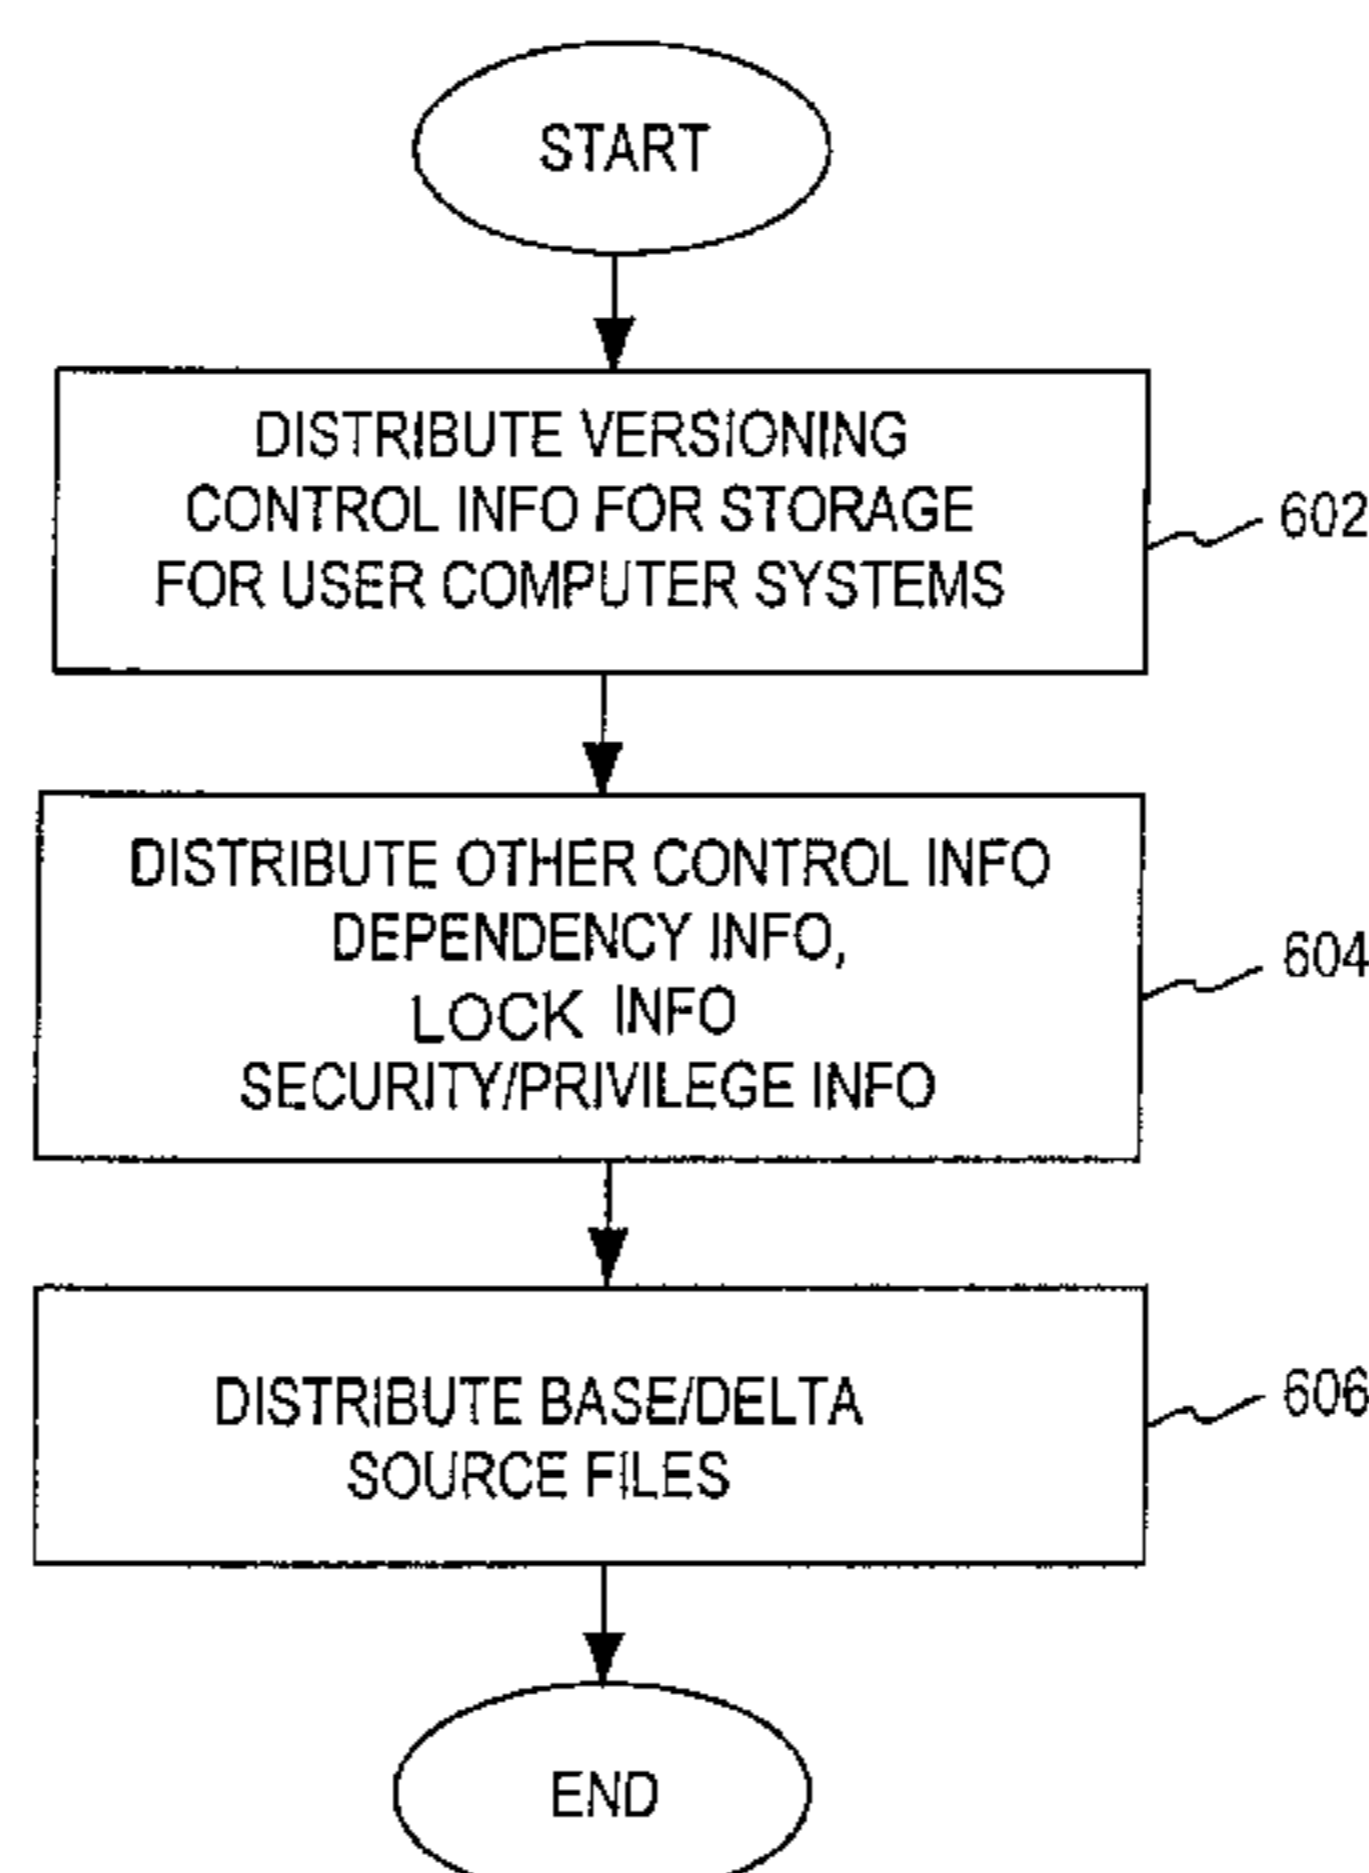 START
DISTRIBUTE VERSIONING
CONTROL INFO FOR STORAGE
FOR USER COMPUTER SYSTEMS
602
DISTRIBUTE OTHER CONTROL INFO
DEPENDENCY INFO,
LOCK INFO
SECURITY/PRIVILEGE INFO
604
DISTRIBUTE BASE/DELTA
SOURCE FILES
606
END